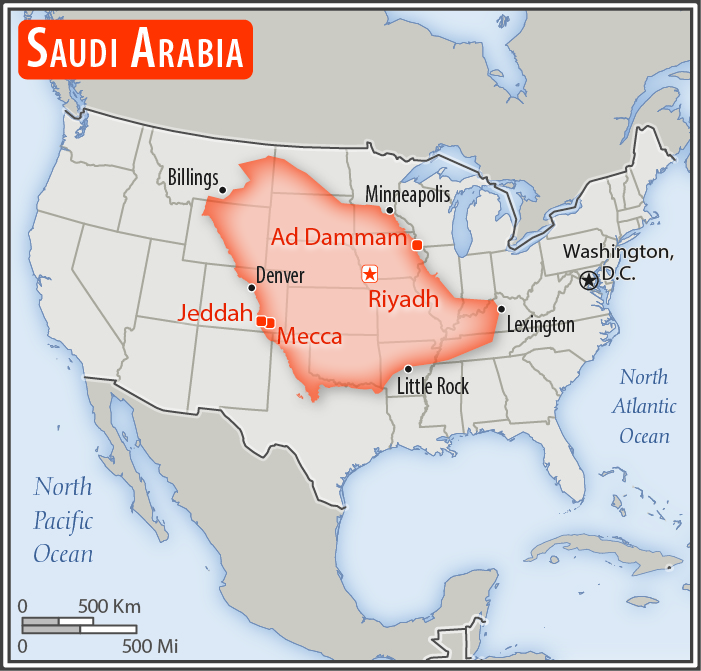 SAUDI ARABIA
Billings
Minneapolis
Ad Dammam
Washington,
D.C.
Denver
Riyadh
Jeddah
Mecca
Lexington
Little Rock
North
Atlantic
Ocean
North
Pacific
Ocean
0 500 Km
0 500 Mi